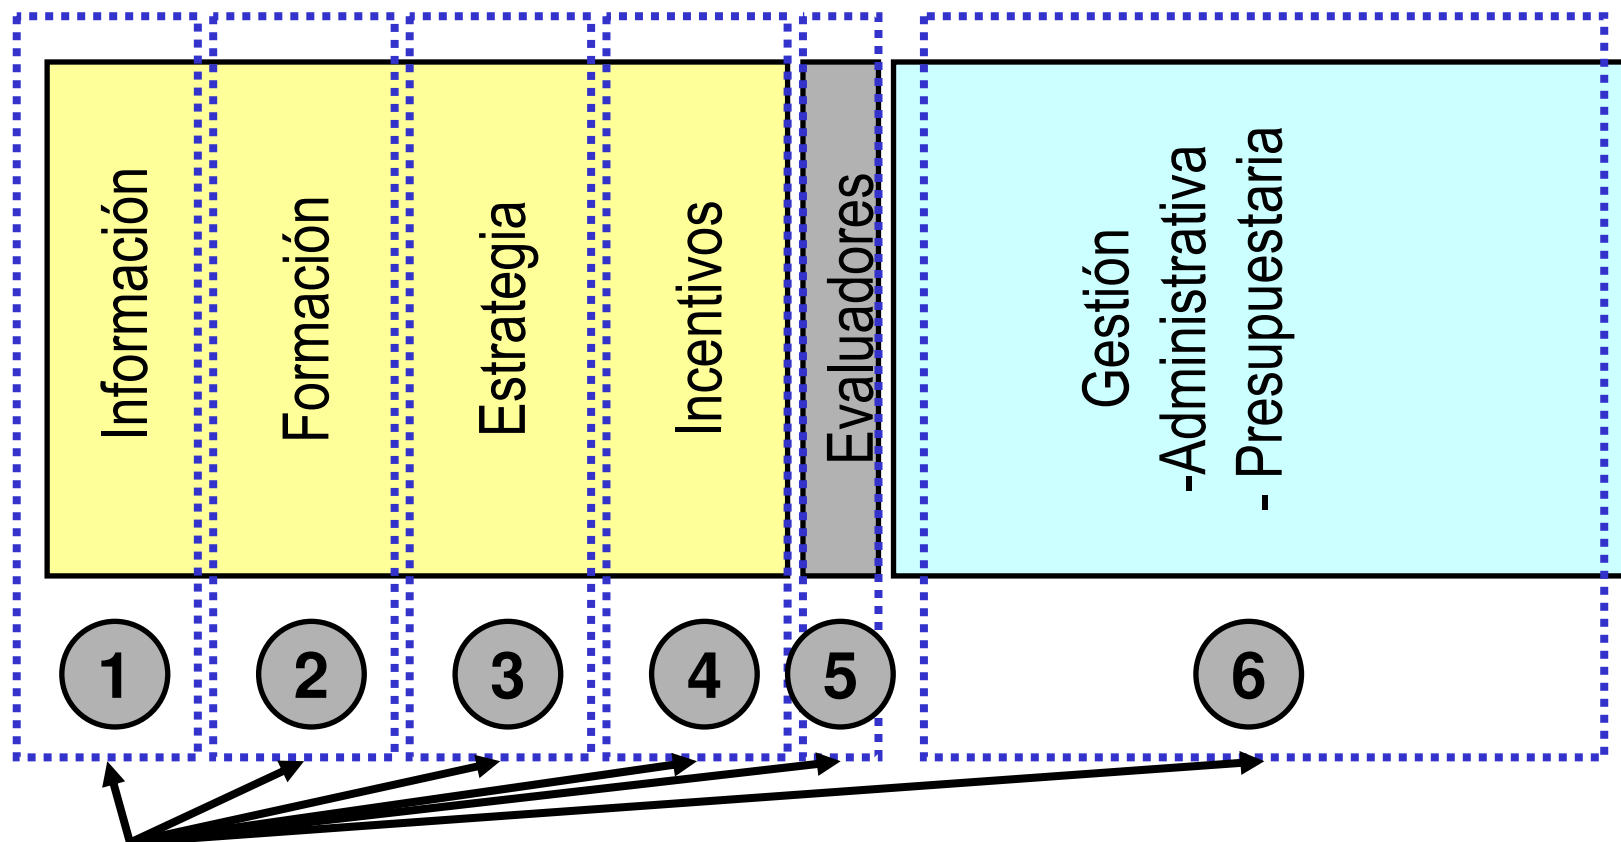 Información
Formación
Estrategia
Incentivos
Evaluadores
Gestión
-Administrativa
- Presupuestaria
1
2
3
4
5
6